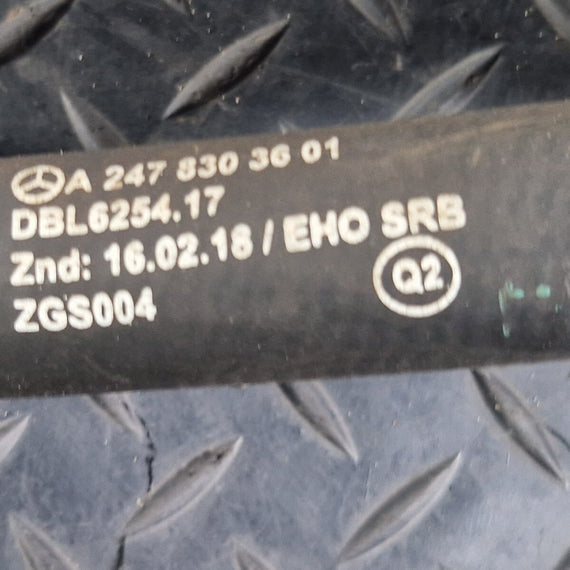 A 247 830 36 01
DBL6254.17
Znd: 16.02.18 / EHO SRB
ZGS004
Q2